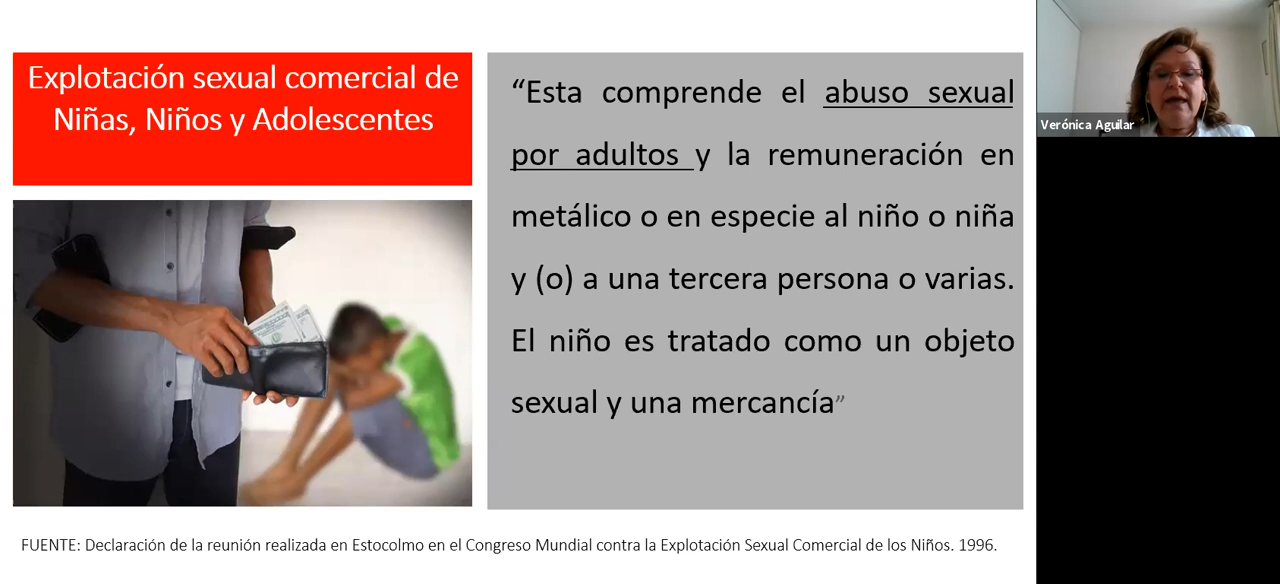 Explotación sexual comercial de
Niñas, Niños y Adolescentes
“Esta comprende el abuso sexual
por adultos y la remuneración en
metálico o en especie al niño o niña
y (o) a una tercera persona o varias.
El niño es tratado como un objeto
sexual y una mercancía”
FUENTE: Declaración de la reunión realizada en Estocolmo en el Congreso Mundial contra la Explotación Sexual Comercial de los Niños. 1996.
Verónica Aguilar